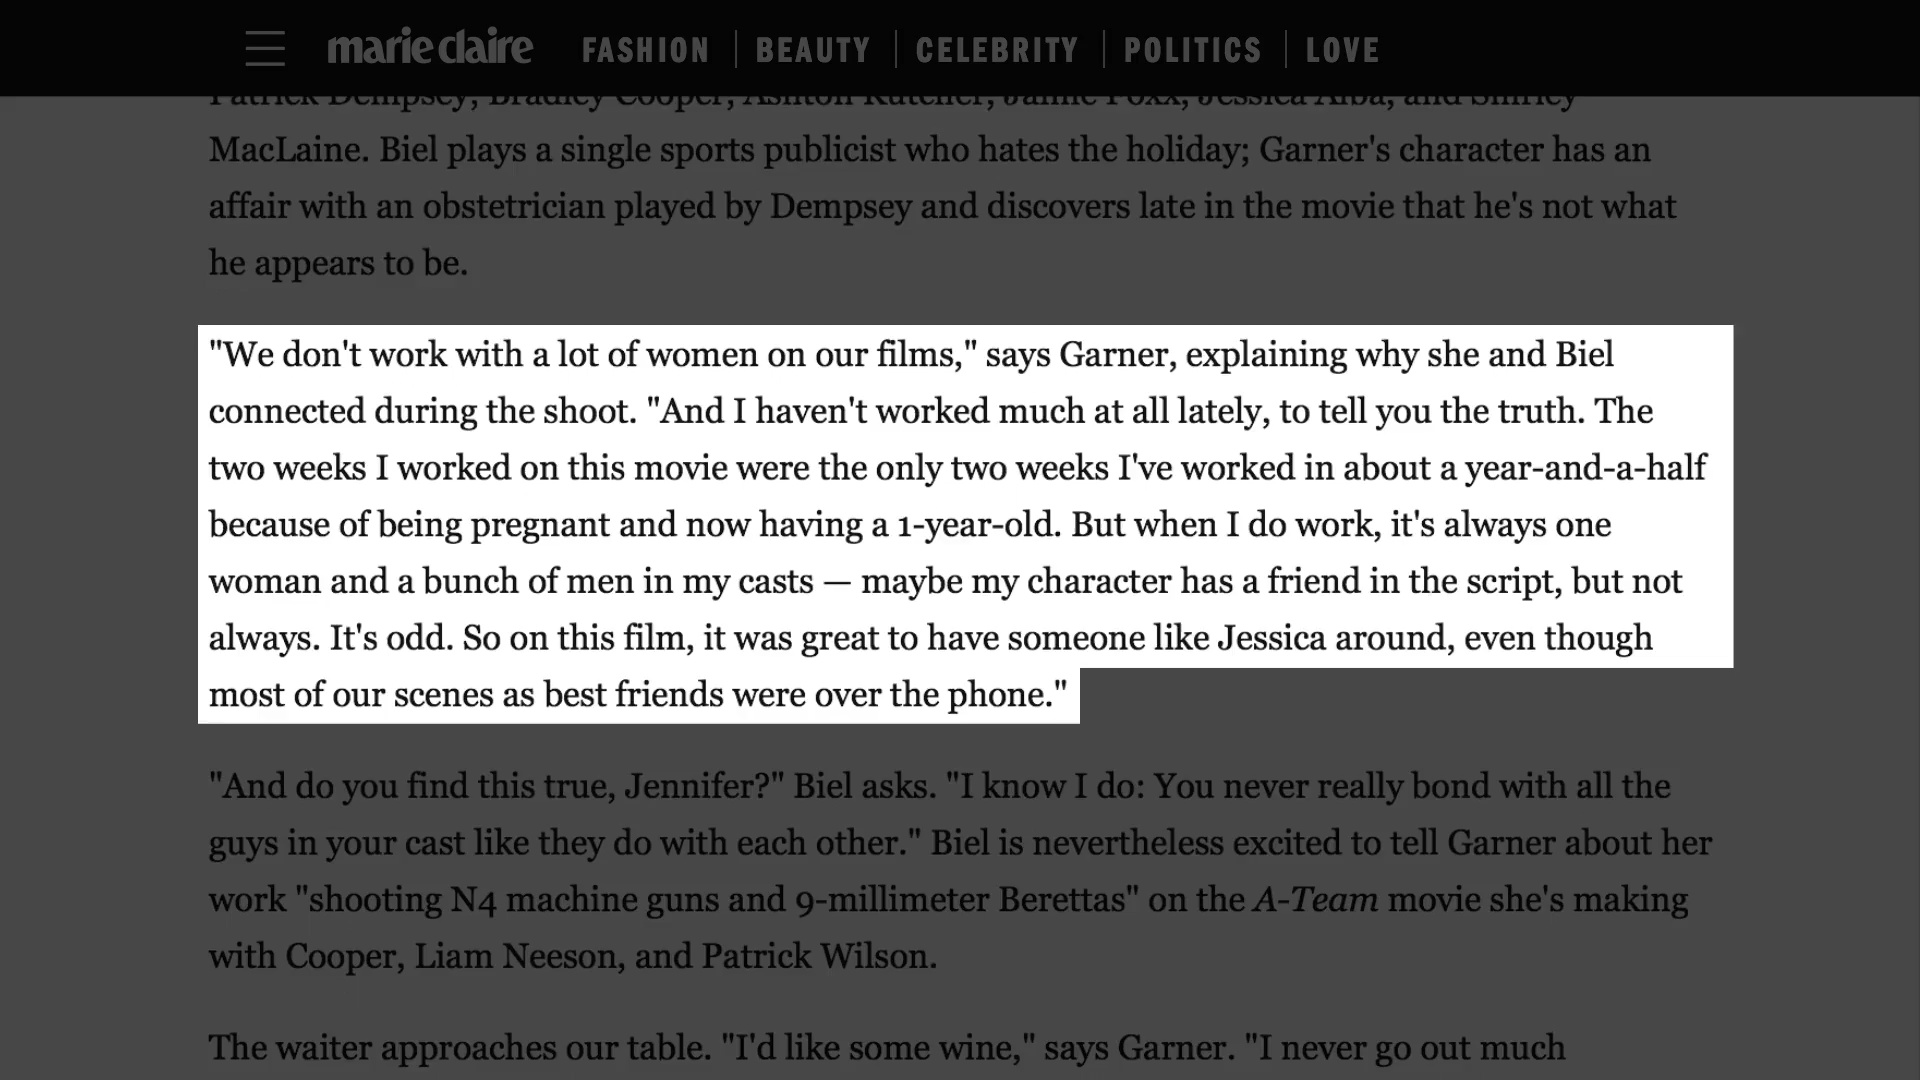 marie claire FASHION BEAUTY CELEBRITY POLITICS LOVE
Patrick Dempsey, Bradley Cooper, Ashton Kutcher, Jamie Foxx, Jessica Alba, and Shirley
MacLaine. Biel plays a single sports publicist who hates the holiday; Garner's character has an
affair with an obstetrician played by Dempsey and discovers late in the movie that he's not what
he appears to be.
"We don't work with a lot of women on our films," says Garner, explaining why she and Biel
connected during the shoot. "And I haven't worked much at all lately, to tell you the truth. The
two weeks I worked on this movie were the only two weeks I've worked in about a year-and-a-half
because of being pregnant and now having a 1-year-old. But when I do work, it's always one
woman and a bunch of men in my casts — maybe my character has a friend in the script, but not
always. It's odd. So on this film, it was great to have someone like Jessica around, even though
most of our scenes as best friends were over the phone."
"And do you find this true, Jennifer?" Biel asks. "I know I do: You never really bond with all the
guys in your cast like they do with each other." Biel is nevertheless excited to tell Garner about her
work "shooting N4 machine guns and 9-millimeter Berettas" on the A-Team movie she's making
with Cooper, Liam Neeson, and Patrick Wilson.
The waiter approaches our table. "I'd like some wine," says Garner. "I never go out much